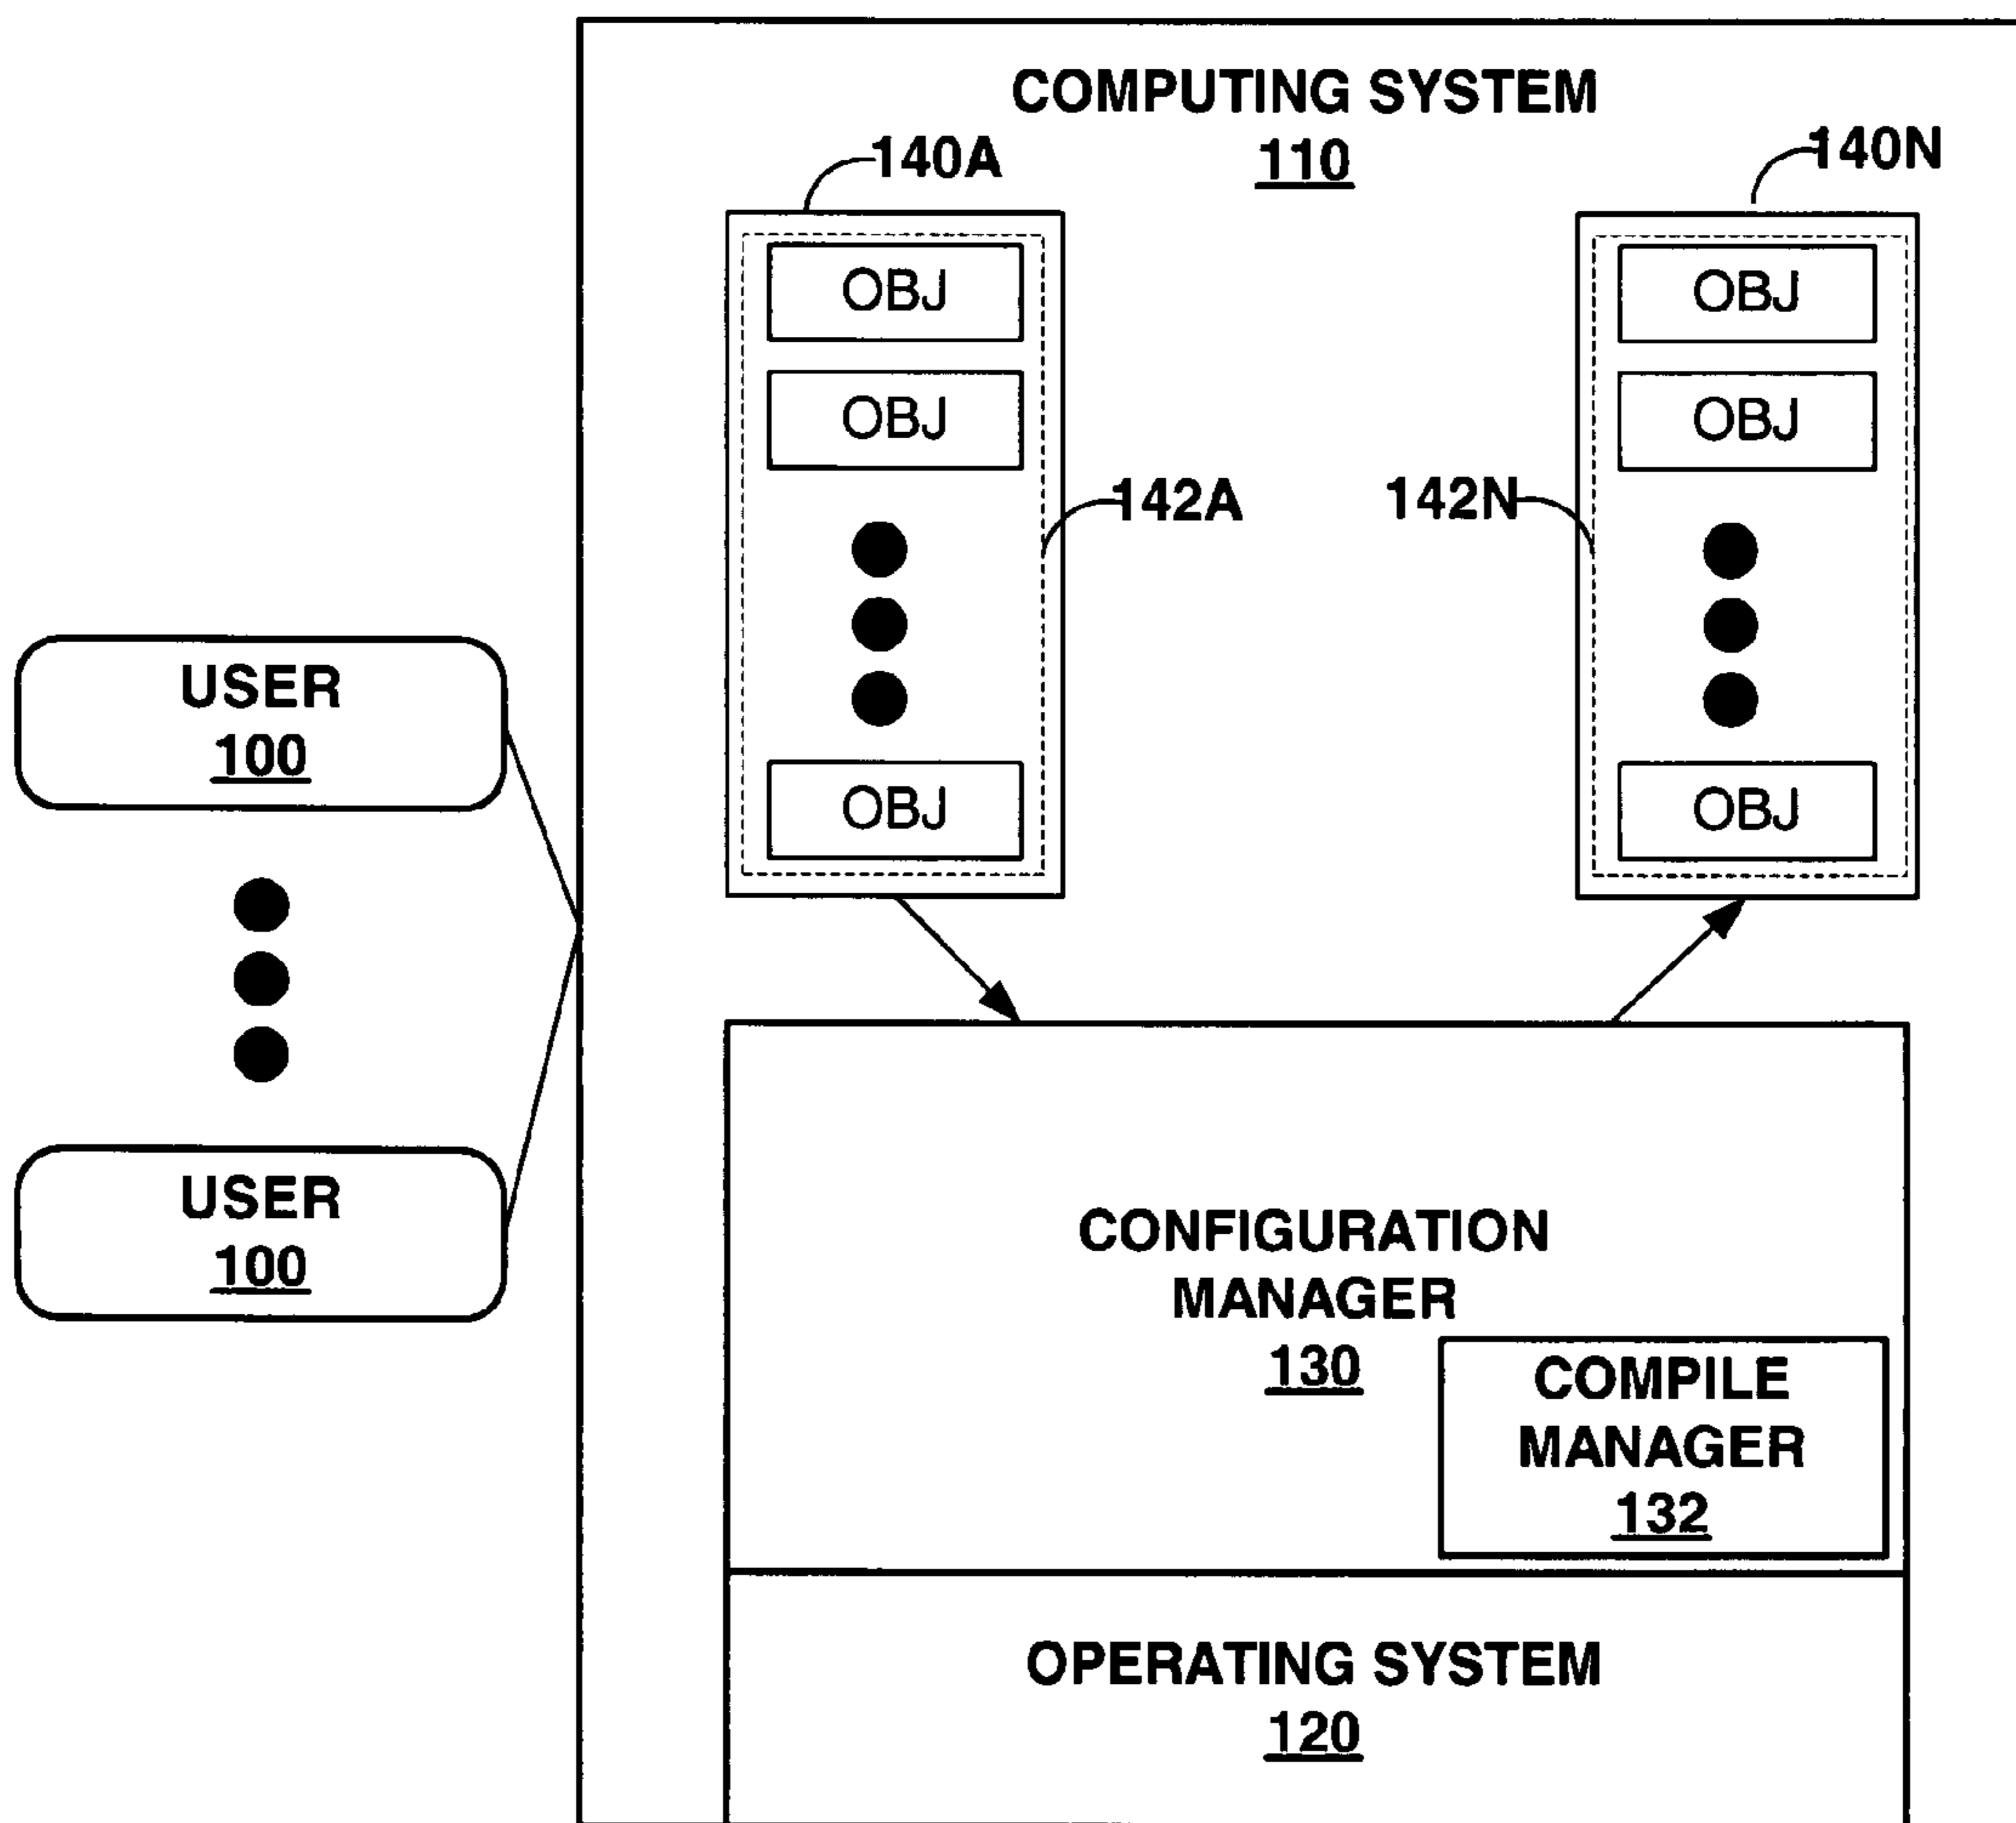 COMPUTING SYSTEM
110
140A
140N
OBJ
OBJ
OBJ
OBJ
142A
142N
OBJ
OBJ
USER
100
USER
100
CONFIGURATION
MANAGER
130
COMPILE
MANAGER
132
OPERATING SYSTEM
120